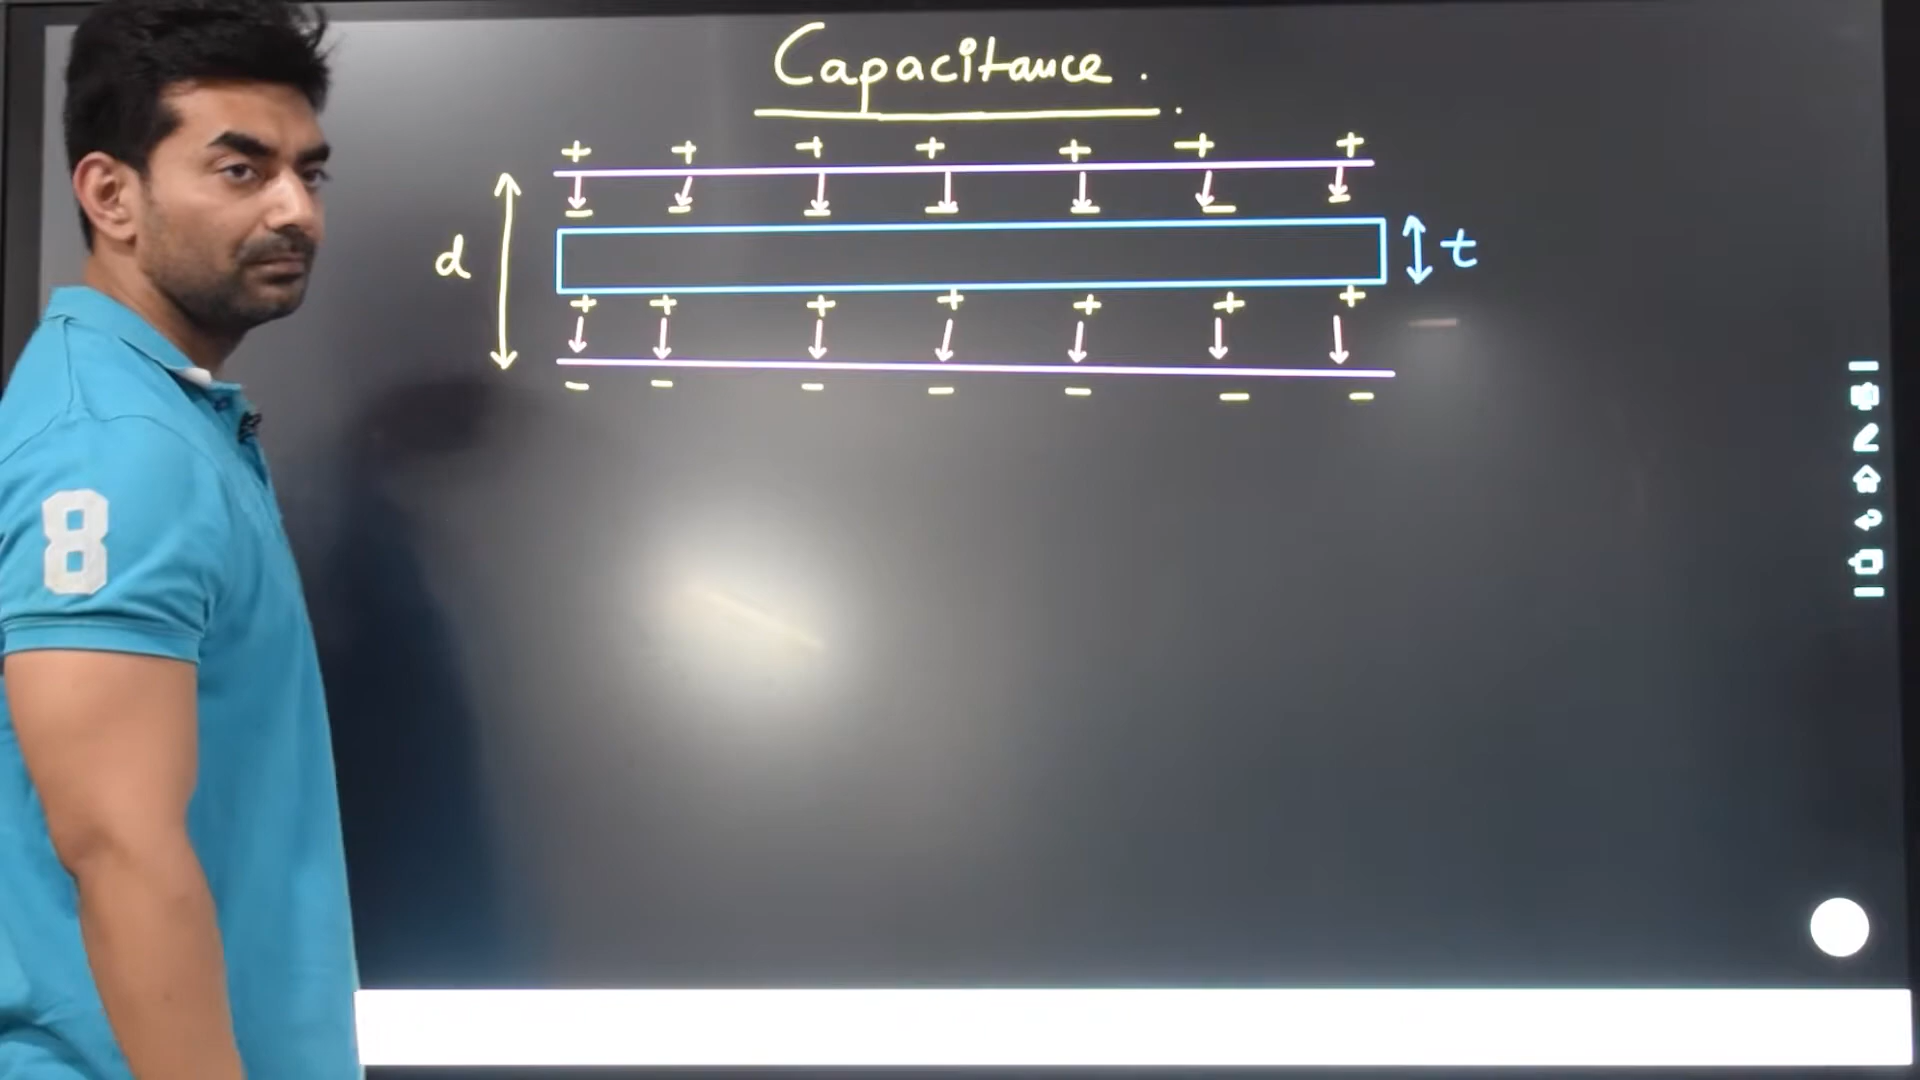 Capacitance .
+ + + + + + +
- - - - - - -
d
t
+ + + + + + +
- - - - - - -
8